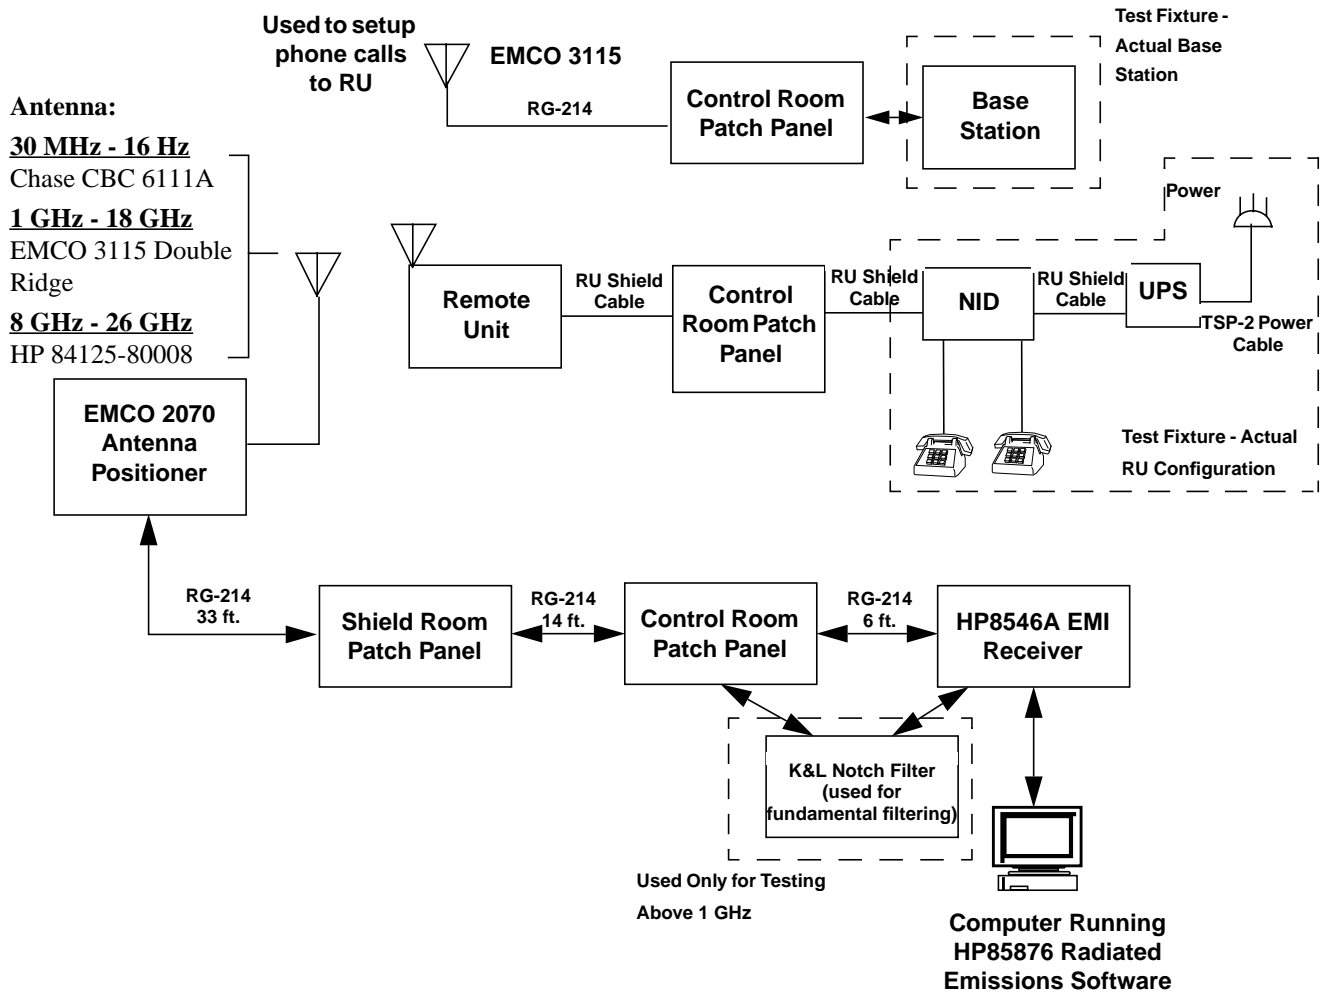 Used to setup
phone calls
to RU
EMCO 3115
RG-214
Control Room
Patch Panel
Base
Station
Test Fixture -
Actual Base
Station
Antenna:
30 MHz - 16 Hz
Chase CBC 6111A
1 GHz - 18 GHz
EMCO 3115 Double
Ridge
8 GHz - 26 GHz
HP 84125-80008
Remote
Unit
RU Shield
Cable
Control
Room Patch
Panel
RU Shield
Cable
NID
RU Shield
Cable
UPS
Power
TSP-2 Power
Cable
Test Fixture - Actual
RU Configuration
EMCO 2070
Antenna
Positioner
RG-214
33 ft.
Shield Room
Patch Panel
RG-214
14 ft.
Control Room
Patch Panel
RG-214
6 ft.
HP8546A EMI
Receiver
K&L Notch Filter
(used for
fundamental filtering)
Used Only for Testing
Above 1 GHz
Computer Running
HP85876 Radiated
Emissions Software